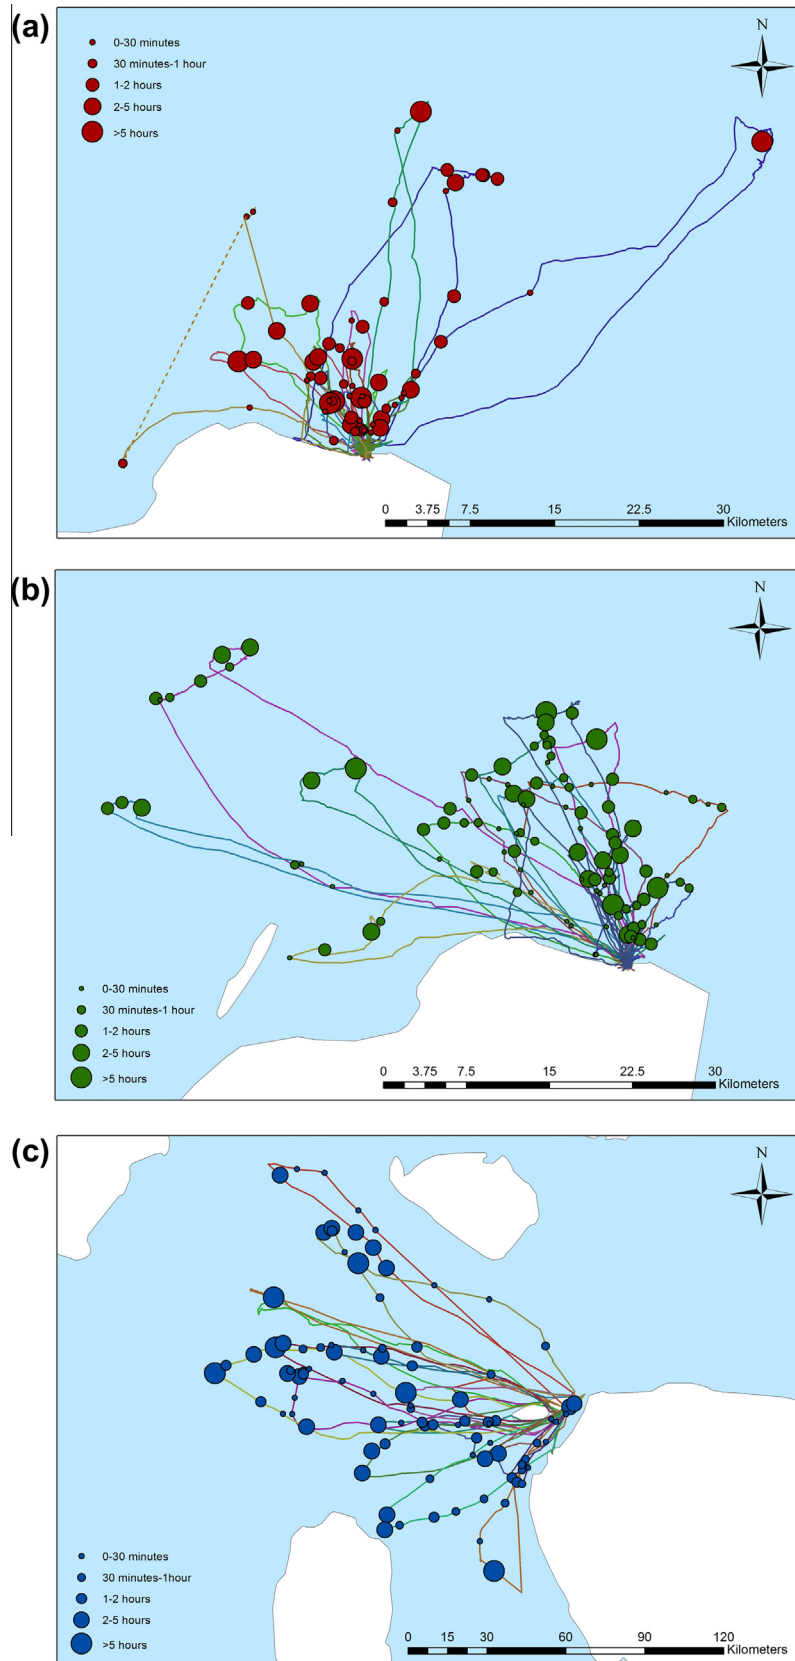 (a)
0-30 minutes
30 minutes-1 hour
1-2 hours
2-5 hours
>5 hours
N
0 3.75 7.5 15 22.5 30
Kilometers
(b)
N
0-30 minutes
30 minutes-1 hour
1-2 hours
2-5 hours
>5 hours
0 3.75 7.5 15 22.5 30
Kilometers
(c)
N
0-30 minutes
30 minutes-1hour
1-2 hours
2-5 hours
>5 hours
0 15 30 60 90 120
Kilometers